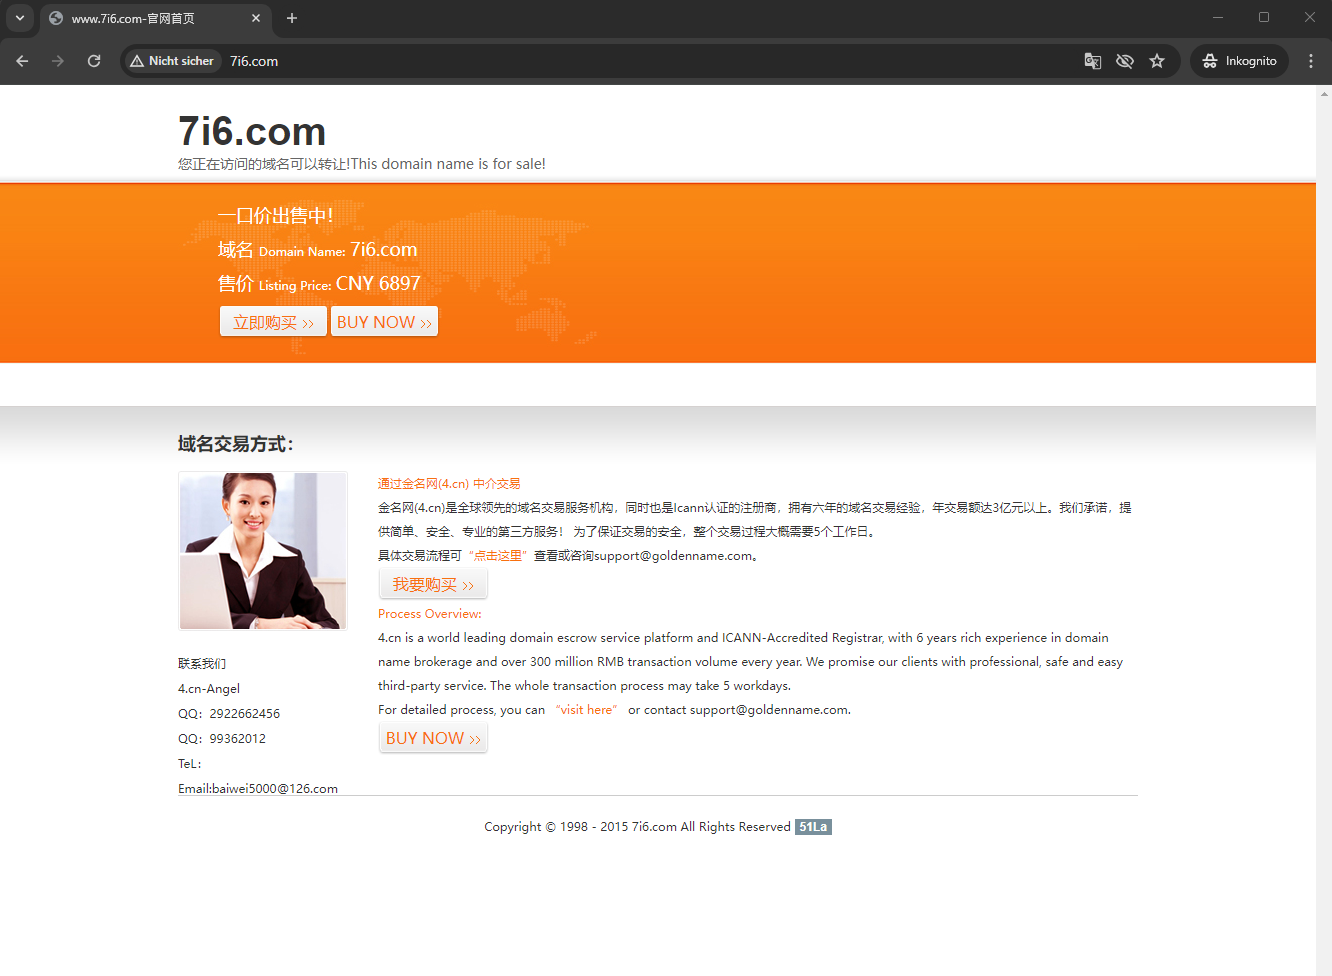 www.7i6.com-官网首页
Nicht sicher
7i6.com
Inkognito
7i6.com
您正在访问的域名可以转让!This domain name is for sale!
一口价出售中!
域名 Domain Name: 7i6.com
售价 Listing Price: CNY 6897
立即购买 >>
BUY NOW >>
域名交易方式:
通过金名网(4.cn) 中介交易
金名网(4.cn)是全球领先的域名交易服务机构，同时也是Icann认证的注册商，拥有六年的域名交易经验，年交易额达3亿元以上。我们承诺，提
供简单、安全、专业的第三方服务！ 为了保证交易的安全，整个交易过程大概需要5个工作日。
具体交易流程可“点击这里”查看或咨询support@goldenname.com。
我要购买 >>
Process Overview:
4.cn is a world leading domain escrow service platform and ICANN-Accredited Registrar, with 6 years rich experience in domain
name brokerage and over 300 million RMB transaction volume every year. We promise our clients with professional, safe and easy
third-party service. The whole transaction process may take 5 workdays.
For detailed process, you can “visit here” or contact support@goldenname.com.
BUY NOW >>
联系我们
4.cn-Angel
QQ：2922662456
QQ：99362012
TeL：
Email:baiwei5000@126.com
Copyright © 1998 - 2015 7i6.com All Rights Reserved 51La